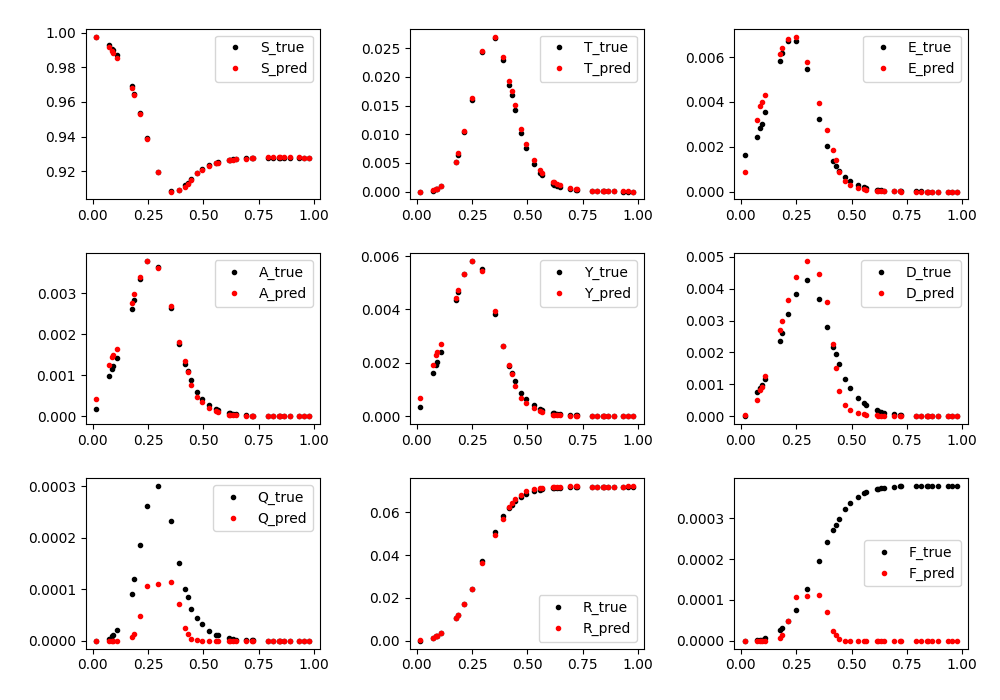 1.00
0.98
0.96
0.94
0.92
S_true
S_pred
0.00 0.25 0.50 0.75 1.00
0.025
0.020
0.015
0.010
0.005
0.000
T_true
T_pred
0.00 0.25 0.50 0.75 1.00
0.006
0.004
0.002
0.000
E_true
E_pred
0.00 0.25 0.50 0.75 1.00
0.003
0.002
0.001
0.000
A_true
A_pred
0.00 0.25 0.50 0.75 1.00
0.006
0.004
0.002
0.000
Y_true
Y_pred
0.00 0.25 0.50 0.75 1.00
0.005
0.004
0.003
0.002
0.001
0.000
D_true
D_pred
0.00 0.25 0.50 0.75 1.00
0.0003
0.0002
0.0001
0.0000
Q_true
Q_pred
0.00 0.25 0.50 0.75 1.00
0.06
0.04
0.02
0.00
R_true
R_pred
0.00 0.25 0.50 0.75 1.00
0.0003
0.0002
0.0001
0.0000
F_true
F_pred
0.00 0.25 0.50 0.75 1.00